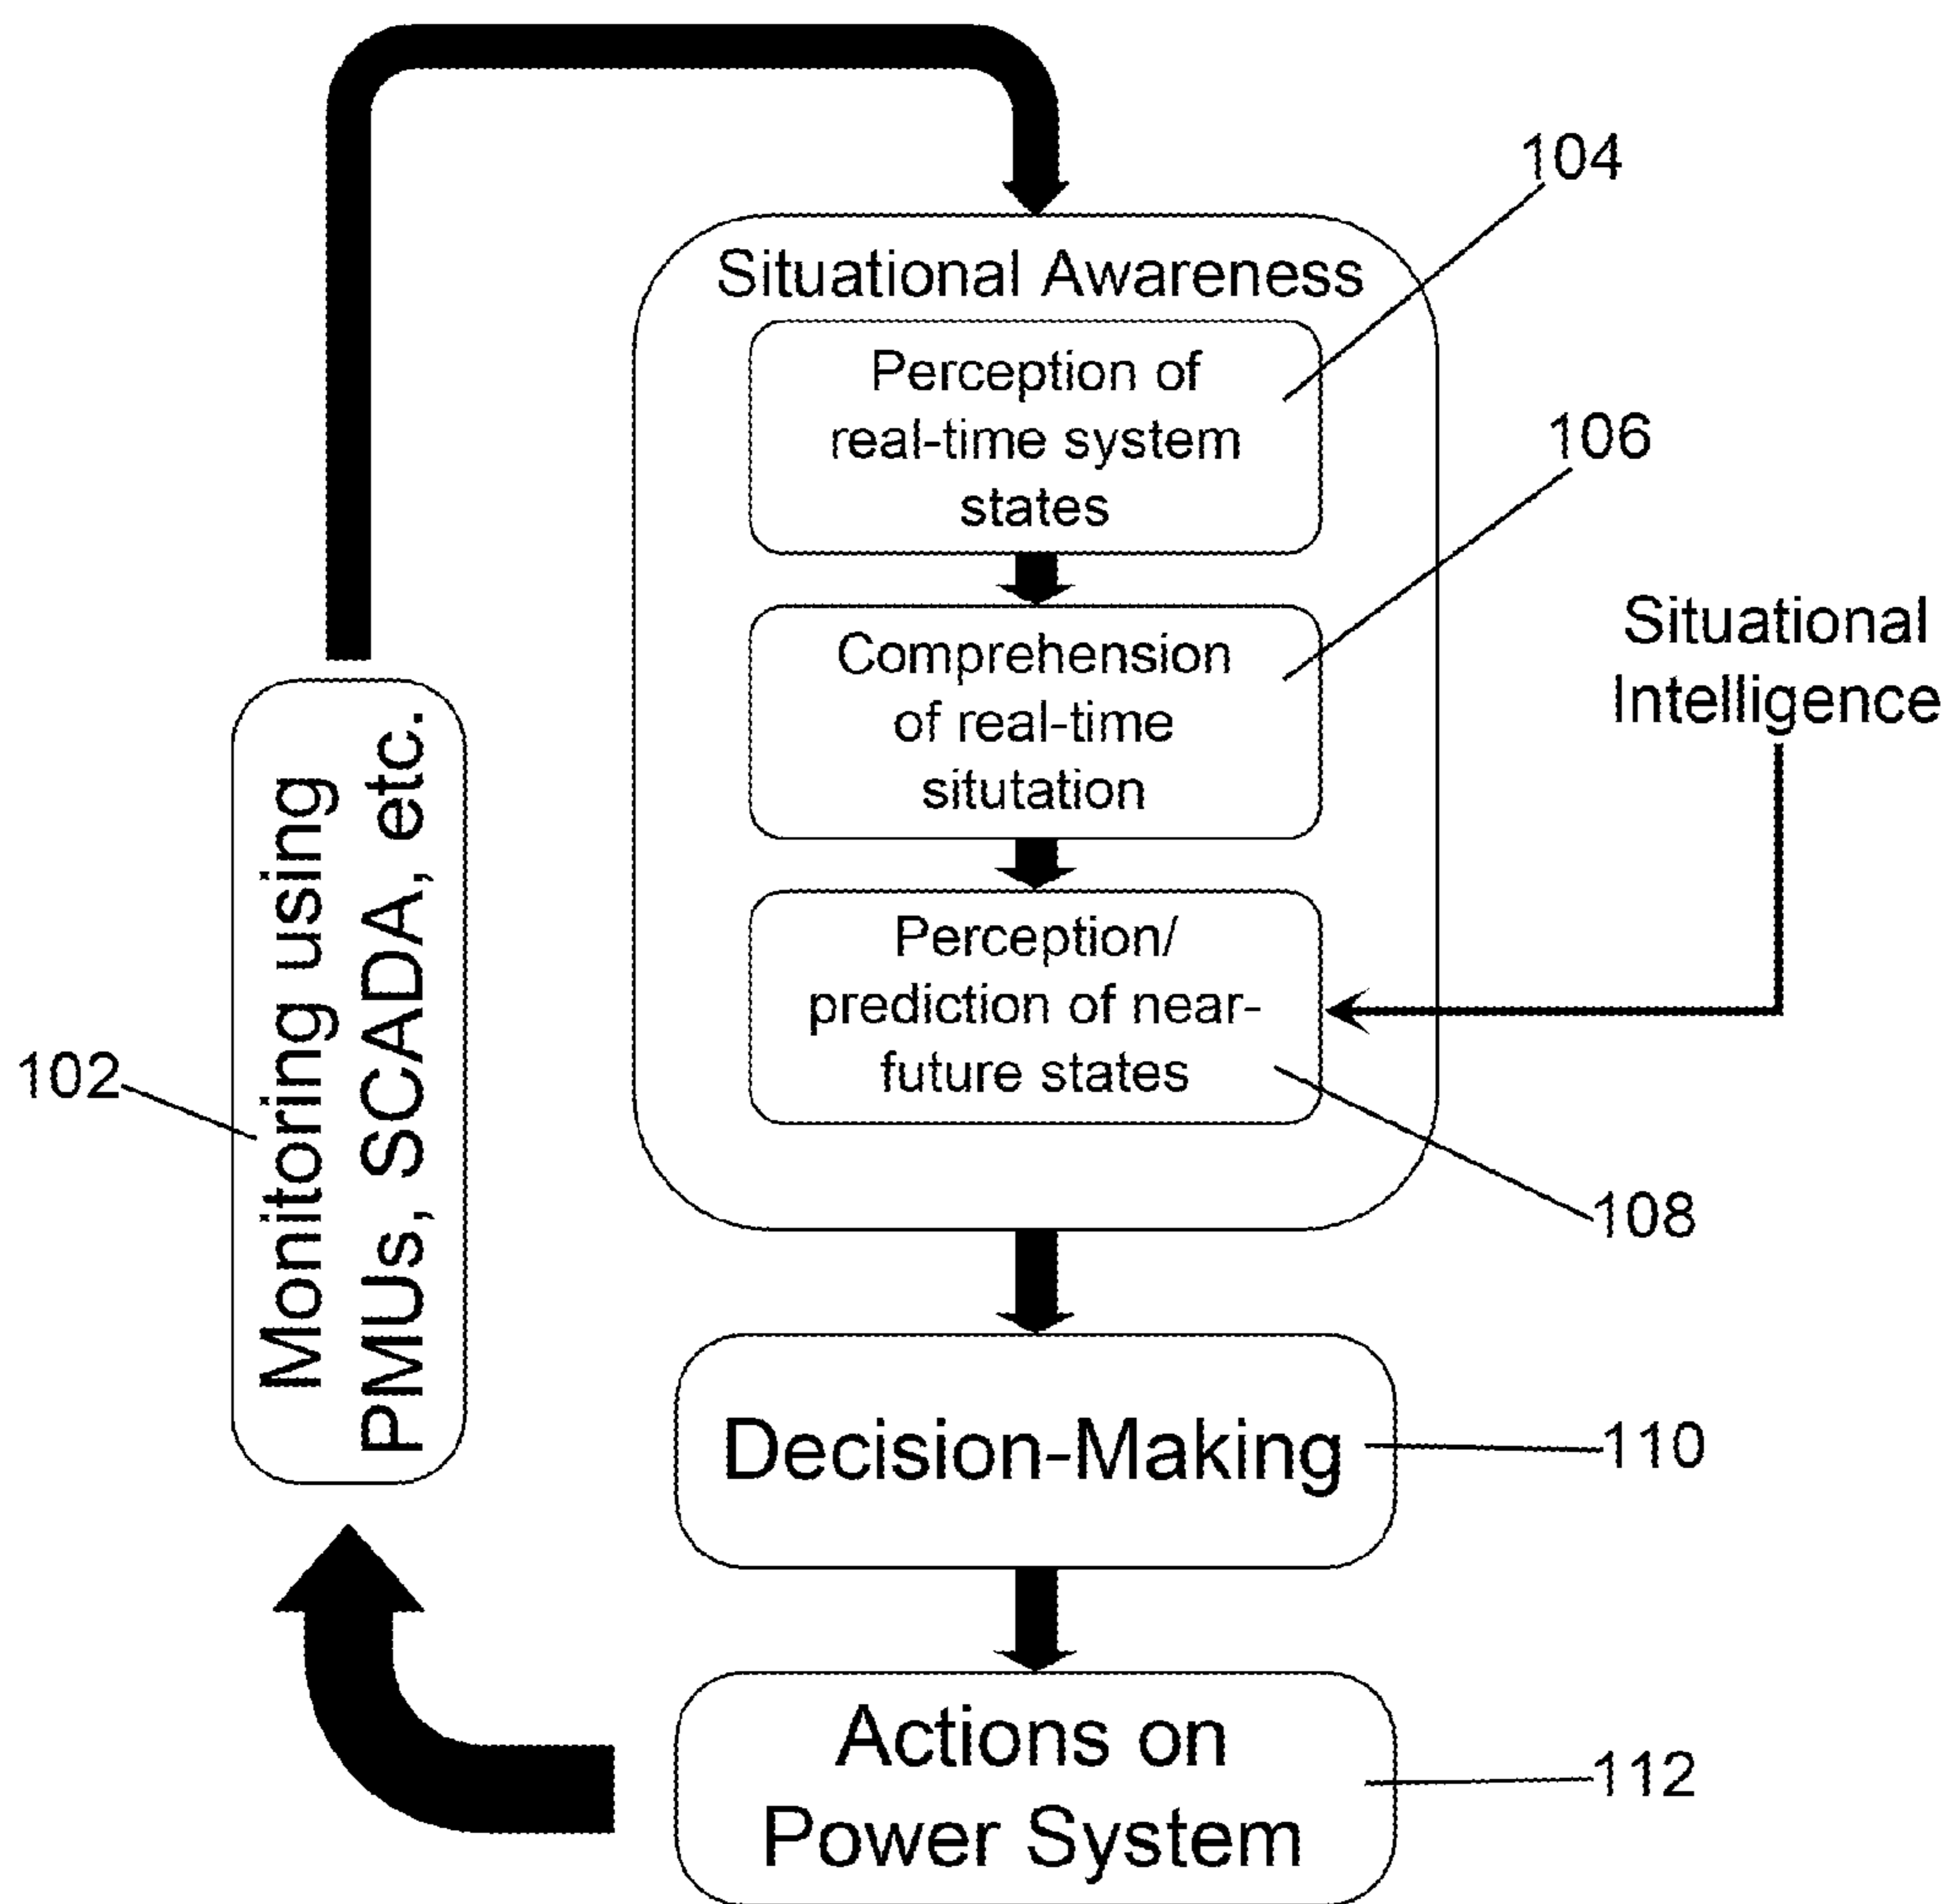 Situational Awareness
104
Perception of
real-time system
states
106
Comprehension
of real-time
situtation
Situational
Intelligence
Perception/
prediction of near-
future states
108
102
Monitoring using
PMUs, SCADA, etc.
Decision-Making
110
Actions on
Power System
112